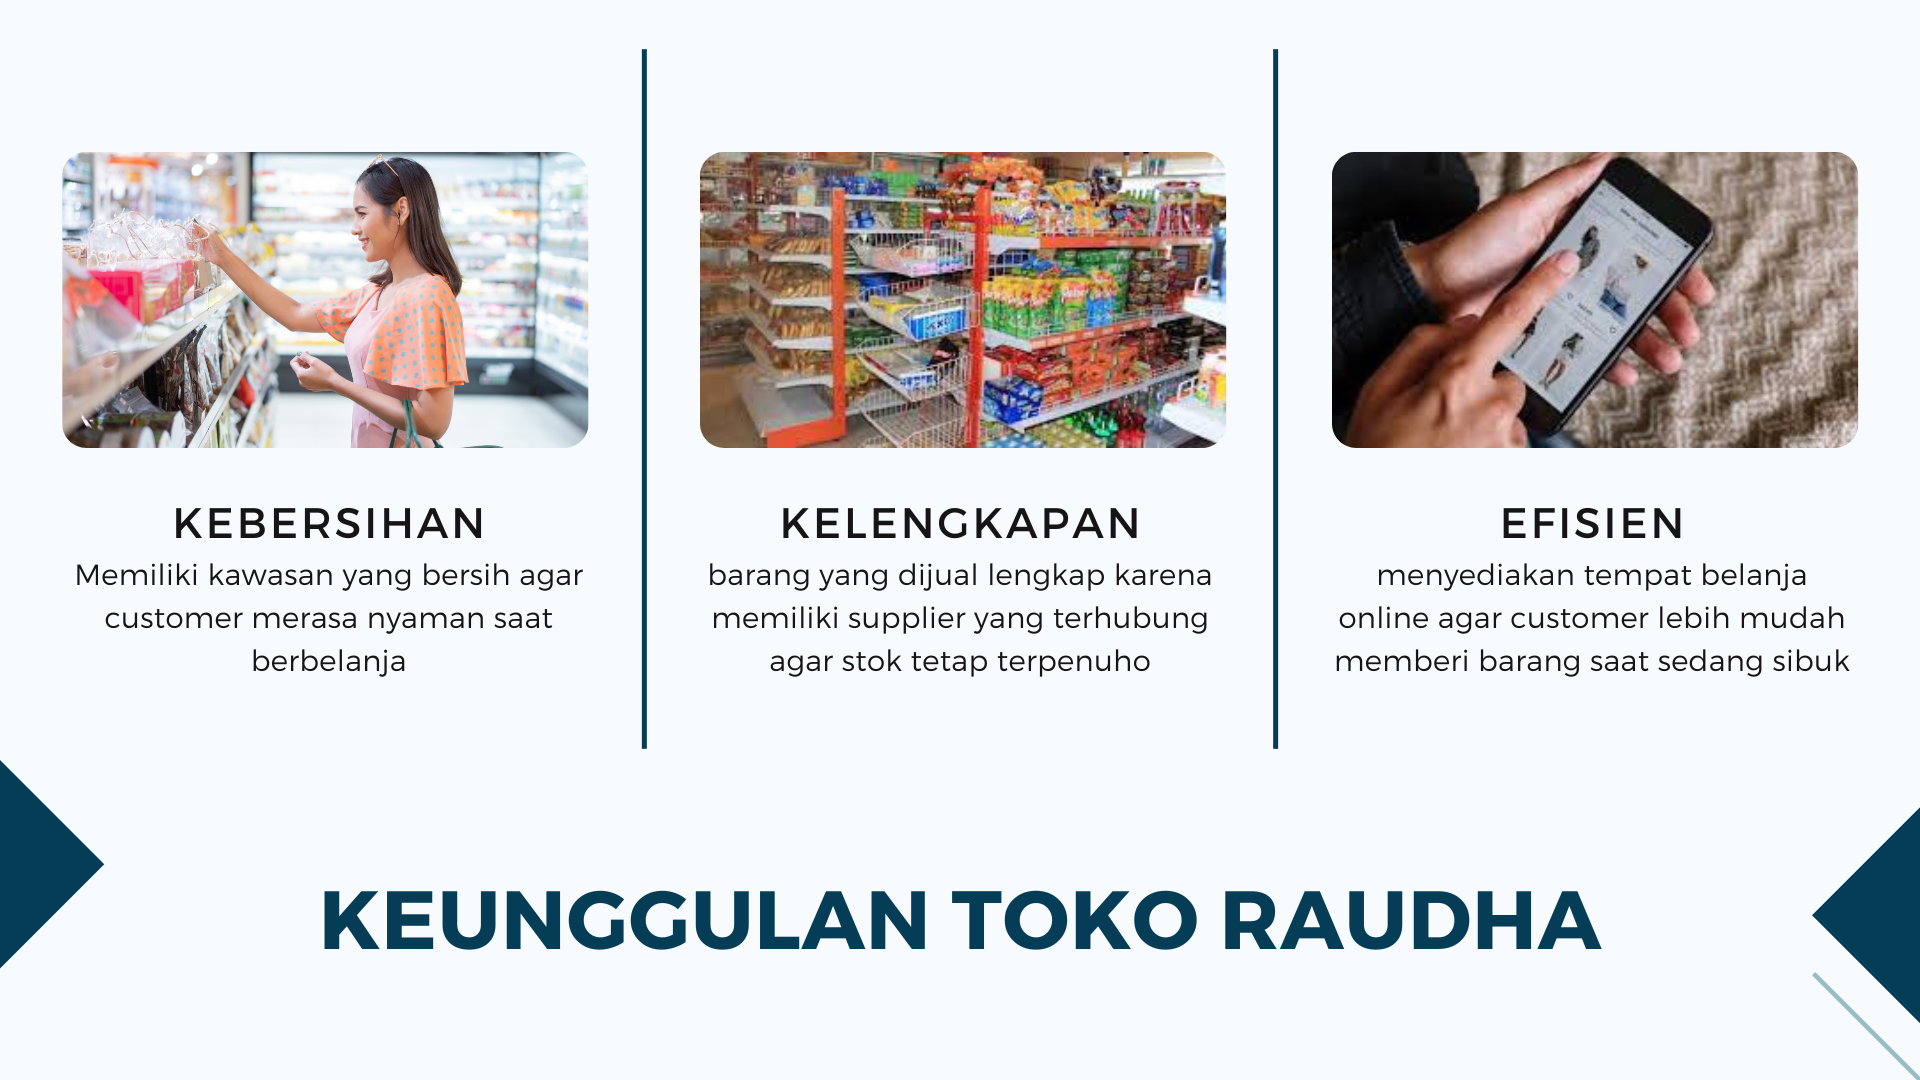 KEBERSIHAN
Memiliki kawasan yang bersih agar
customer merasa nyaman saat
berbelanja
KELENGKAPAN
barang yang dijual lengkap karena
memiliki supplier yang terhubung
agar stok tetap terpenuho
EFISIEN
menyediakan tempat belanja
online agar customer lebih mudah
memberi barang saat sedang sibuk
KEUNGGULAN TOKO RAUDHA